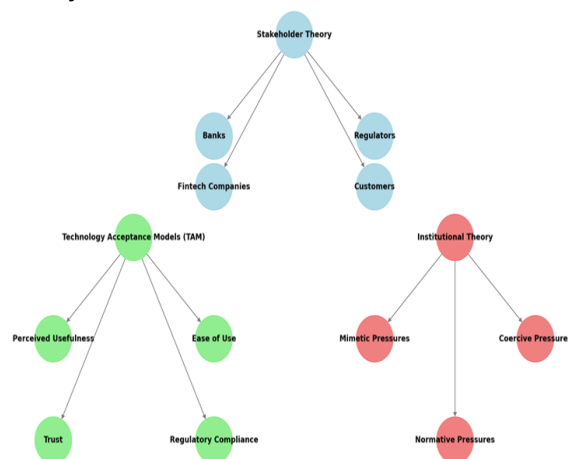 Stakeholder Theory
Banks
Regulators
Fintech Companies
Customers
Technology Acceptance Models (TAM)
Institutional Theory
Perceived Usefulness
Ease of Use
Mimetic Pressures
Coercive Pressure
Trust
Regulatory Compliance
Normative Pressures